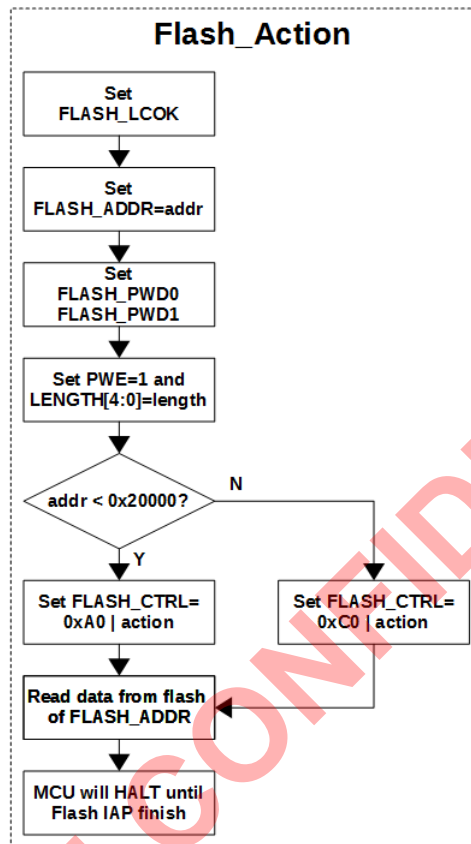 Flash_Action
Set
FLASH_LCOK
Set
FLASH_ADDR=addr
Set
FLASH_PWD0
FLASH_PWD1
Set PWE=1 and
LENGTH[4:0]=length
addr < 0x20000?
N
Y
Set FLASH_CTRL=
0xA0 | action
Set FLASH_CTRL=
0xC0 | action
Read data from flash
of FLASH_ADDR
MCU will HALT until
Flash IAP finish
CONFID